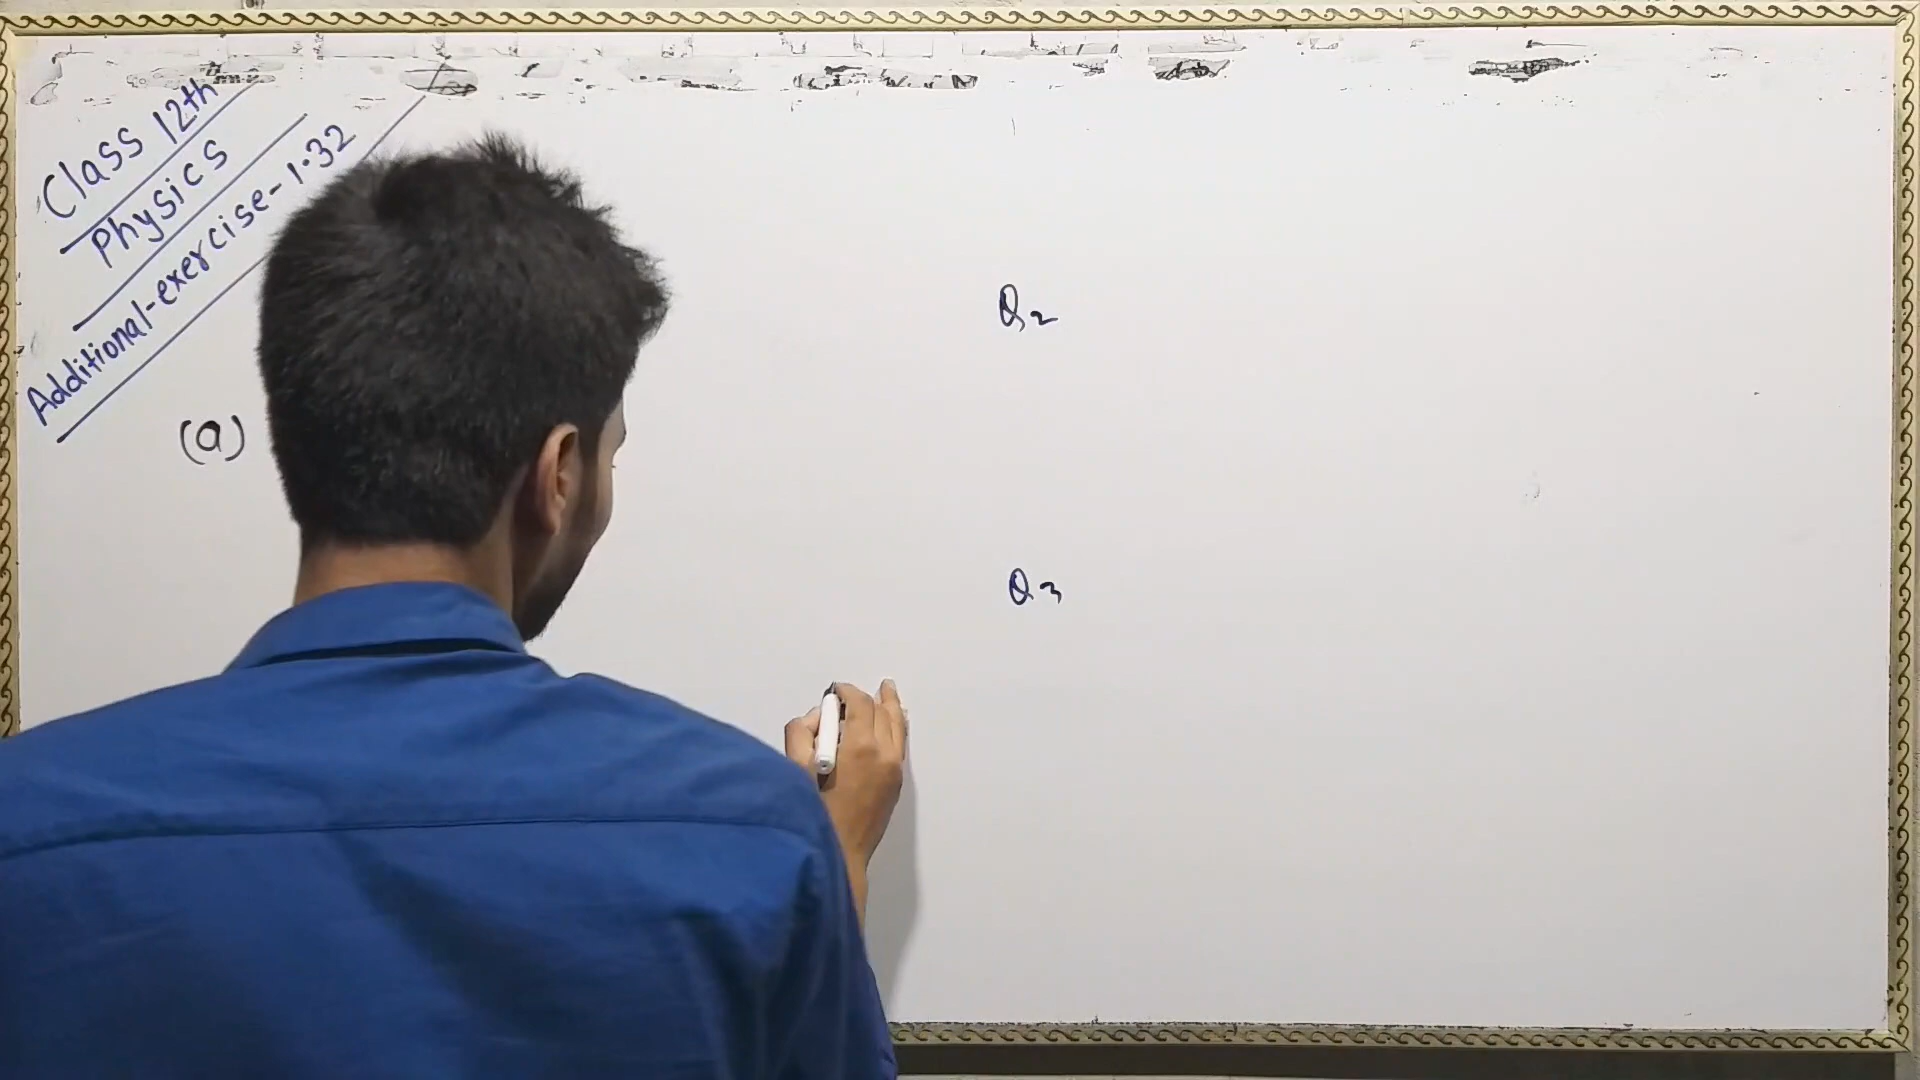 Class 12th
Physics
Additional-exercise-1.32
(a)
Q2
Q3